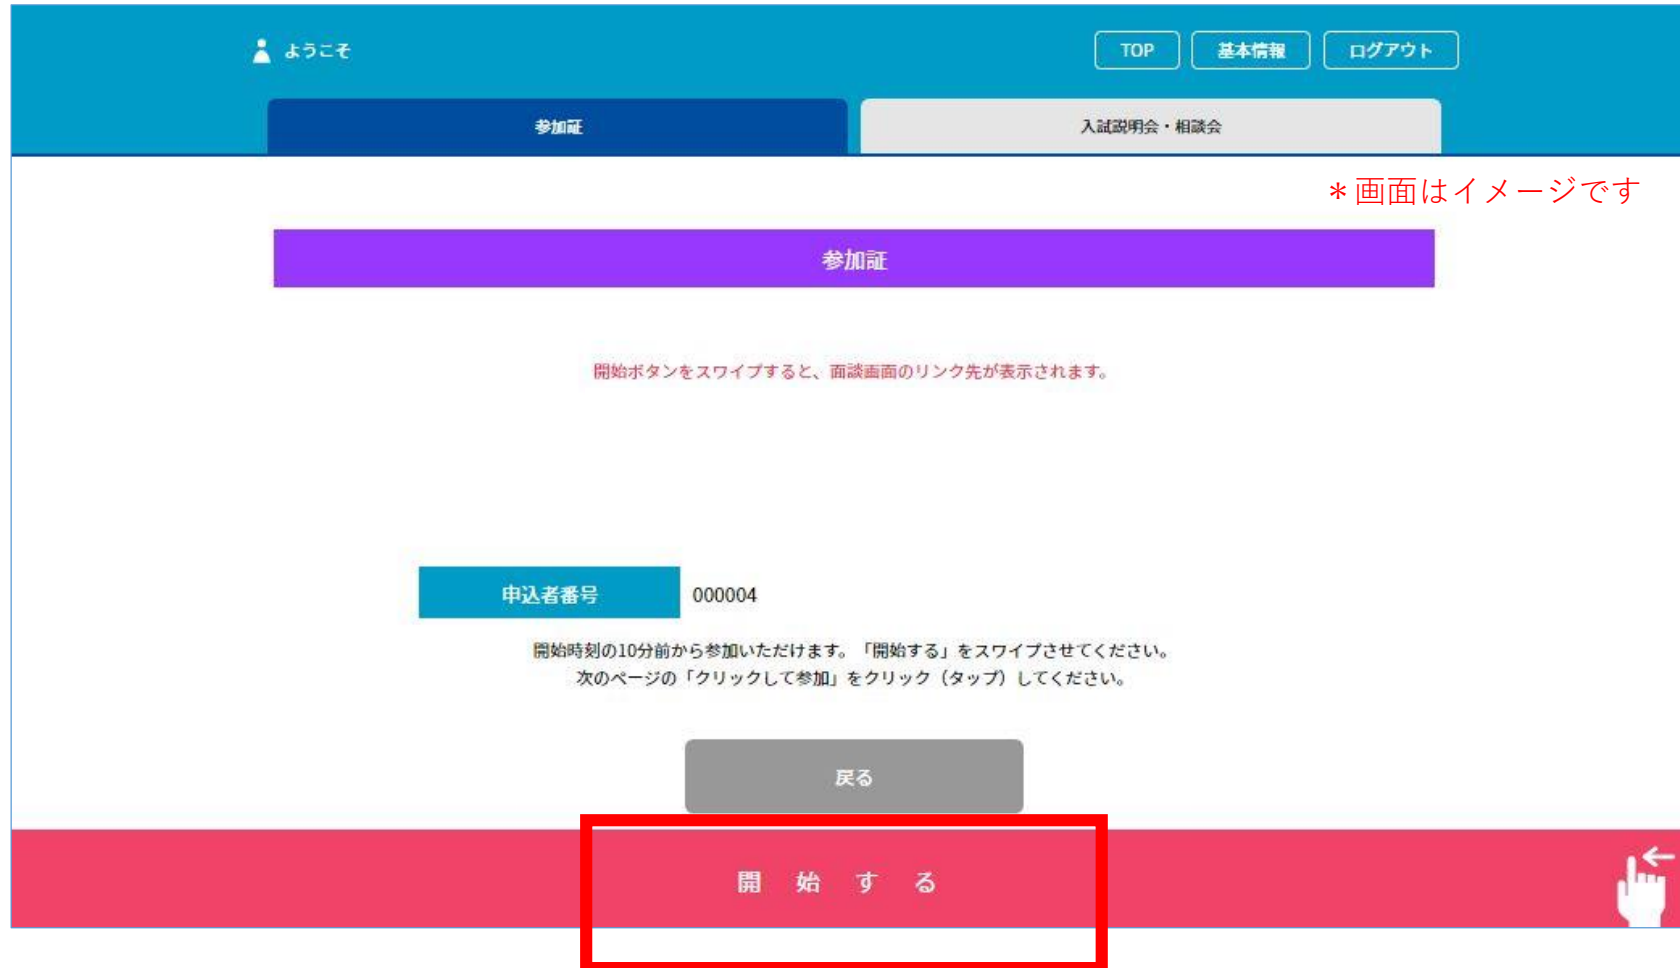 ようこそ
TOP
基本情報
ログアウト
参加証
入試説明会・相談会
＊画面はイメージです
参加証
開始ボタンをスワイプすると、面談画面のリンク先が表示されます。
申込者番号 000004
開始時刻の10分前から参加いただけます。「開始する」をスワイプさせてください。
次のページの「クリックして参加」をクリック（タップ）してください。
戻る
開始する